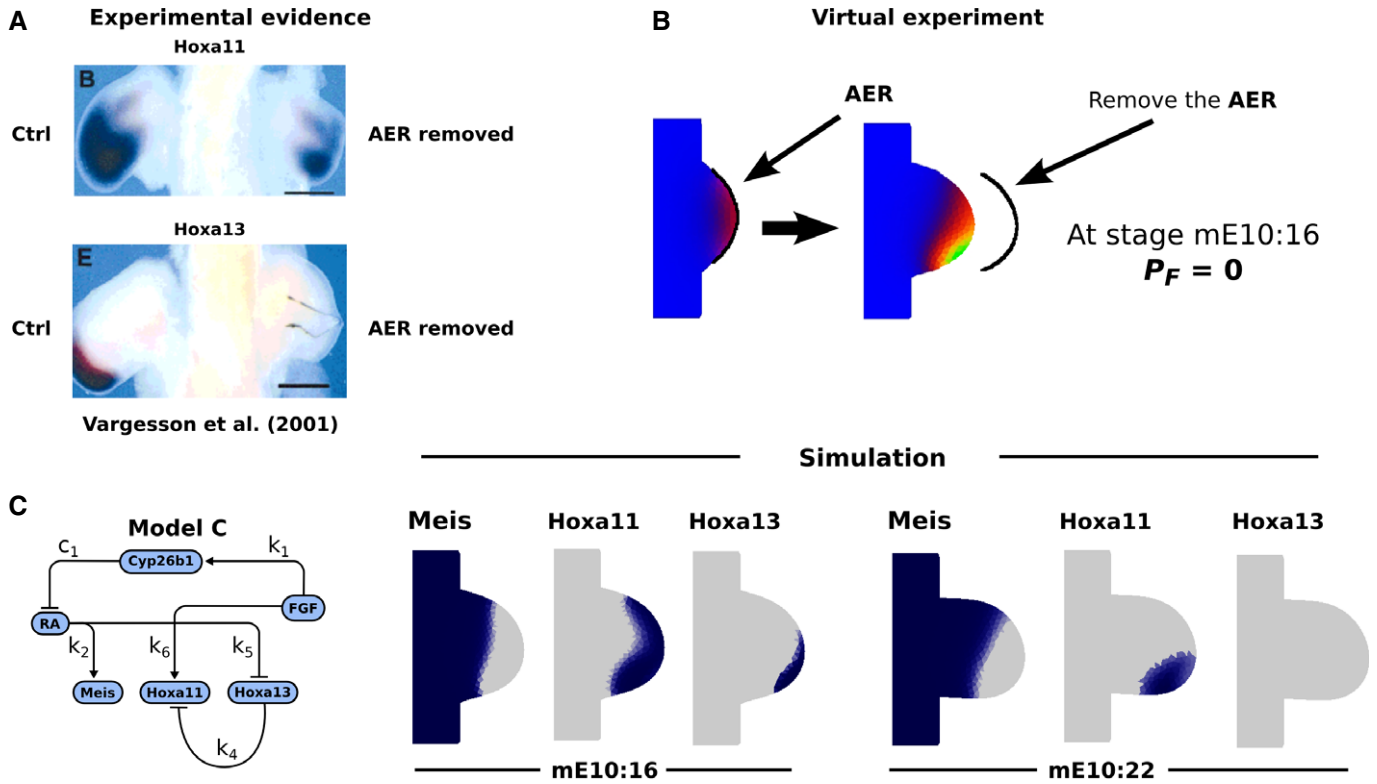 A
Experimental evidence
Hoxa11
B
Ctrl
AER removed
Hoxa13
E
Ctrl
AER removed
Vargesson et al. (2001)
B
Virtual experiment
AER
Remove the AER
At stage mE10:16
PF = 0
Simulation
C
Model C
c1
Cyp26b1
k1
FGF
RA
k2
k6
k5
Meis
Hoxa11
Hoxa13
k4
Meis
Hoxa11
Hoxa13
mE10:16
Meis
Hoxa11
Hoxa13
mE10:22